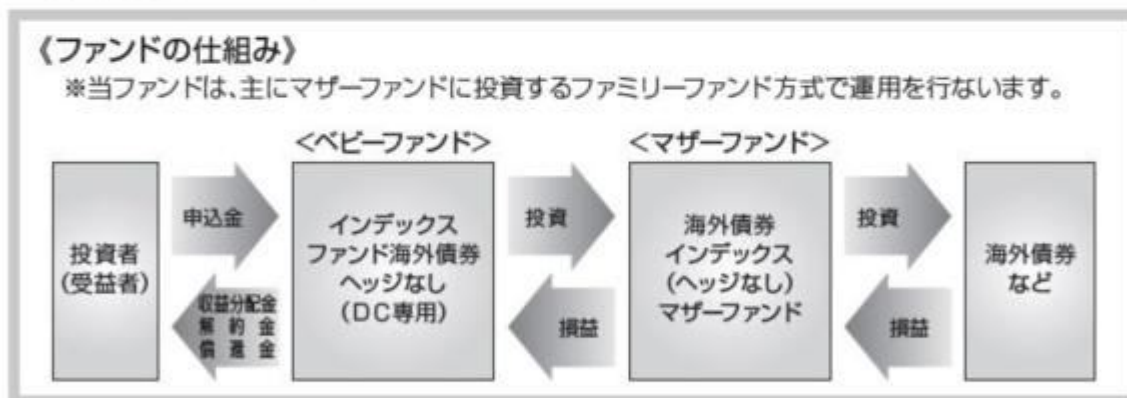 《ファンドの仕組み》
※当ファンドは、主にマザーファンドに投資するファミリーファンド方式で運用を行ないます。
<ベビーファンド>
<マザーファンド>
投資者
(受益者)
申込金
収益分配金
解約金
償還金
インデックス
ファンド海外債券
ヘッジなし
(DC専用)
投資
損益
海外債券
インデックス
(ヘッジなし)
マザーファンド
投資
損益
海外債券
など